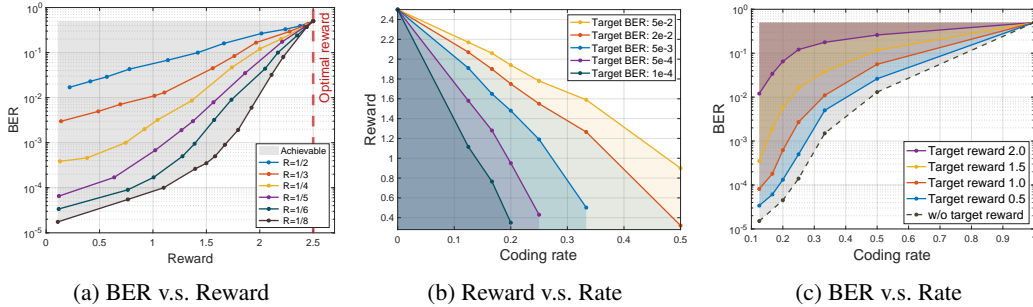 10^0
10^-1
10^-2
10^-3
10^-4
10^-5
BER
0
0.5
1
1.5
2
2.5
Reward
Optimal reward
Achievable
R=1/2
R=1/3
R=1/4
R=1/5
R=1/6
R=1/8
(a) BER v.s. Reward
2.4
2.2
2
1.8
1.6
1.4
1.2
1
0.8
0.6
0.4
Reward
0
0.1
0.2
0.3
0.4
0.5
Coding rate
Target BER: 5e-2
Target BER: 2e-2
Target BER: 5e-3
Target BER: 5e-4
Target BER: 1e-4
(b) Reward v.s. Rate
10^0
10^-1
10^-2
10^-3
10^-4
10^-5
BER
0.1
0.2
0.3
0.4
0.5
0.6
0.7
0.8
0.9
Coding rate
Target reward 2.0
Target reward 1.5
Target reward 1.0
Target reward 0.5
w/o target reward
(c) BER v.s. Rate